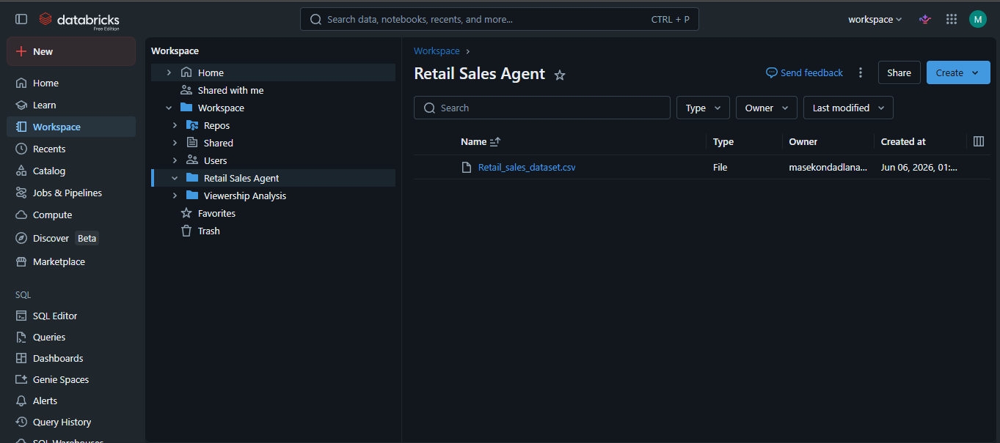 databricks
Free Edition
Search data, notebooks, recents, and more...
CTRL + P
workspace
M
New
Home
Learn
Workspace
Recents
Catalog
Jobs & Pipelines
Compute
Discover Beta
Marketplace
SQL
SQL Editor
Queries
Dashboards
Genie Spaces
Alerts
Query History
SQL Warehouses
Workspace
Home
Shared with me
Workspace
Repos
Shared
Users
Retail Sales Agent
Viewership Analysis
Favorites
Trash
Workspace ›
Retail Sales Agent
Send feedback
Share
Create
Search
Type
Owner
Last modified
Name Type Owner Created at
Retail_sales_dataset.csv File masekondadlana... Jun 06, 2026, 01:...